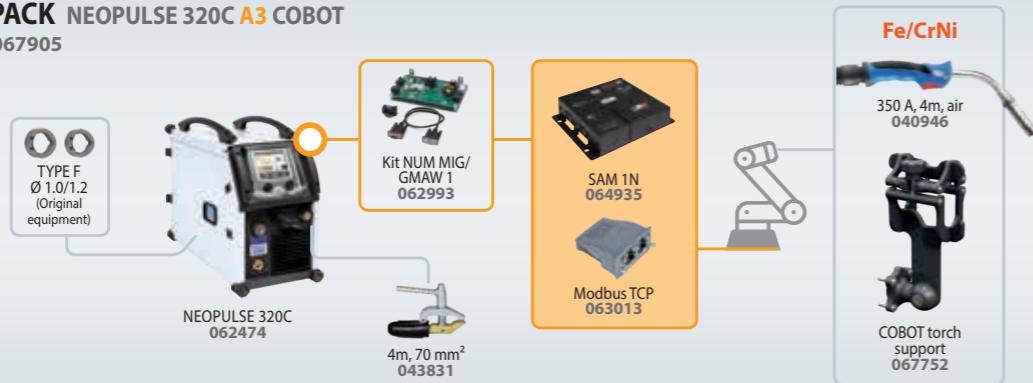 PACK NEOPULSE 320C A3 COBOT
067905
TYPE F
Ø 1.0/1.2
(Original
equipment)
NEOPULSE 320C
062474
4m, 70 mm²
043831
Kit NUM MIG/
GMAW 1
062993
SAM 1N
064935
Modbus TCP
063013
Fe/CrNi
350 A, 4m, air
040946
COBOT torch
support
067752